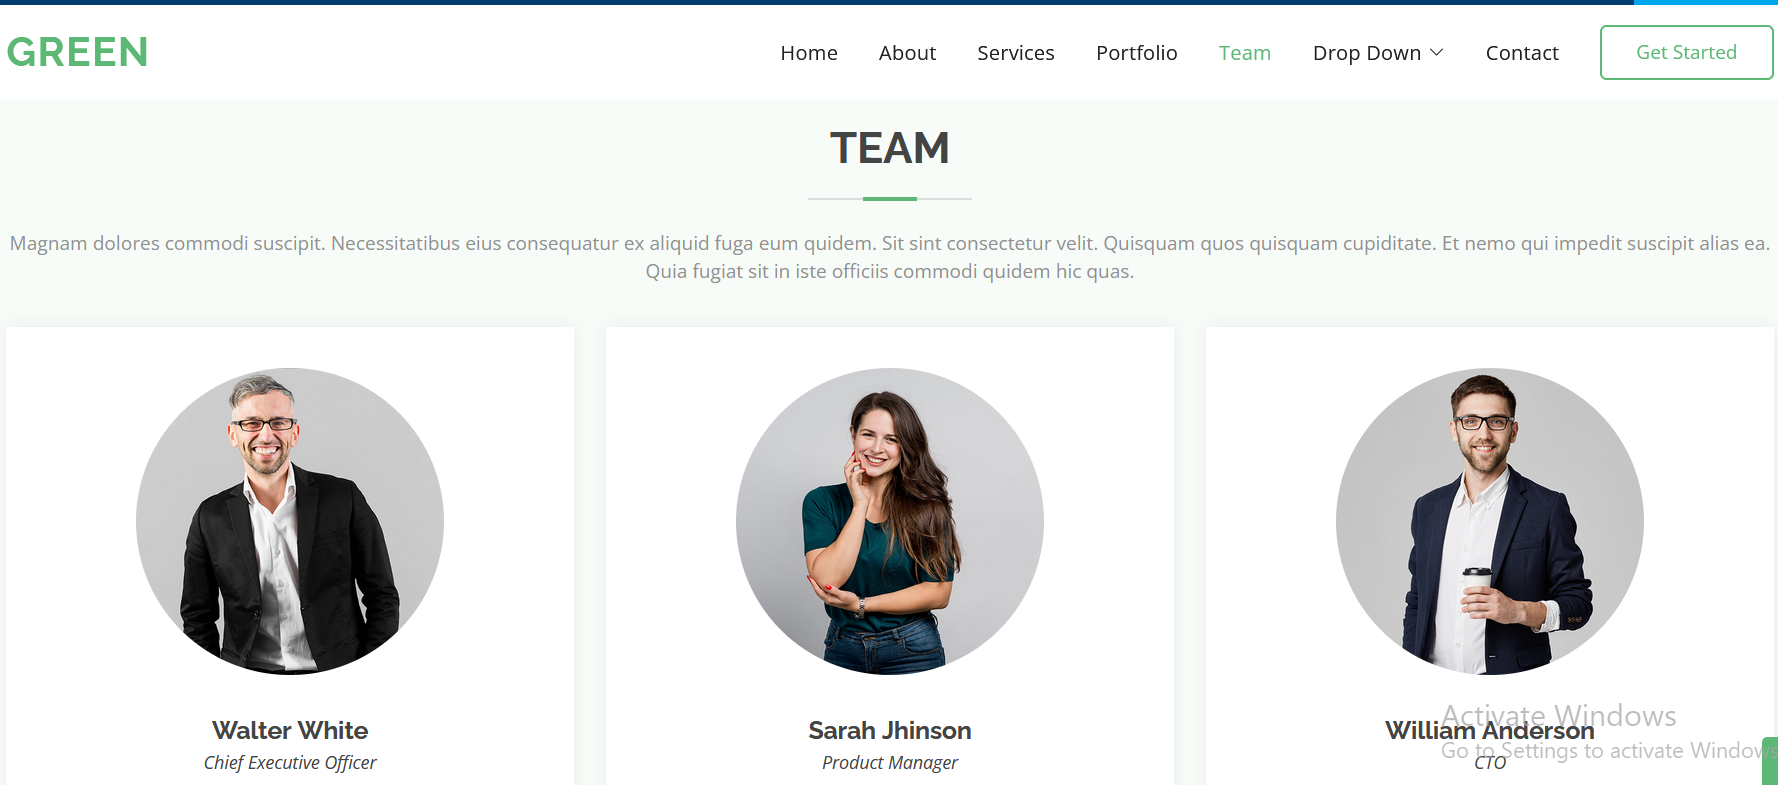 GREEN
Home About Services Portfolio Team Drop Down Contact Get Started
TEAM
Magnam dolores commodi suscipit. Necessitatibus eius consequatur ex aliquid fuga eum quidem. Sit sint consectetur velit. Quisquam quos quisquam cupiditate. Et nemo qui impedit suscipit alias ea.
Quia fugiat sit in iste officiis commodi quidem hic quas.
Walter White
Chief Executive Officer
Sarah Jhinson
Product Manager
William Anderson
CTO
Activate Windows
Go to Settings to activate Windows